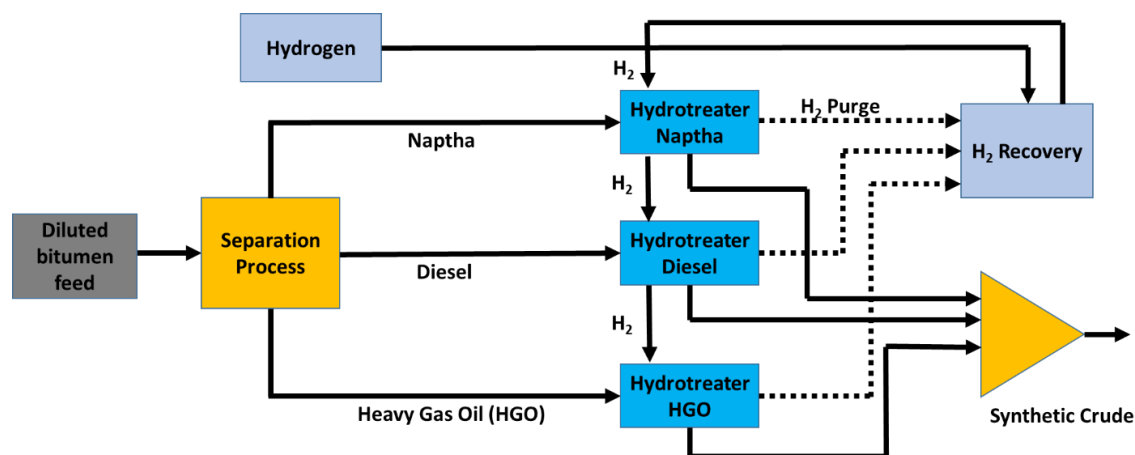 Hydrogen
H₂
Hydrotreater
Naptha
H₂ Purge
H₂ Recovery
Naptha
H₂
Diluted
bitumen
feed
Separation
Process
Hydrotreater
Diesel
Diesel
H₂
Hydrotreater
HGO
Heavy Gas Oil (HGO)
Synthetic Crude